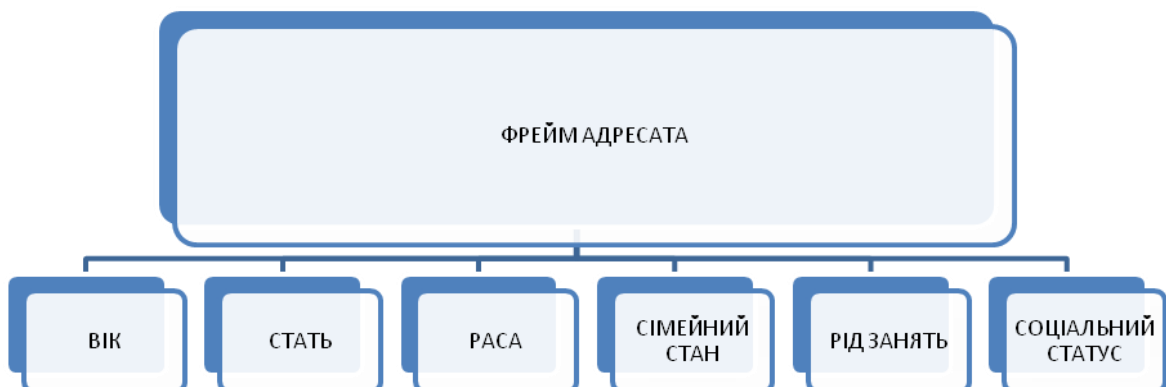 ФРЕЙМ АДРЕСАТА
ВІК
СТАТЬ
РАСА
СІМЕЙНИЙ
СТАН
РІД ЗАНЯТЬ
СОЦІАЛЬНИЙ
СТАТУС